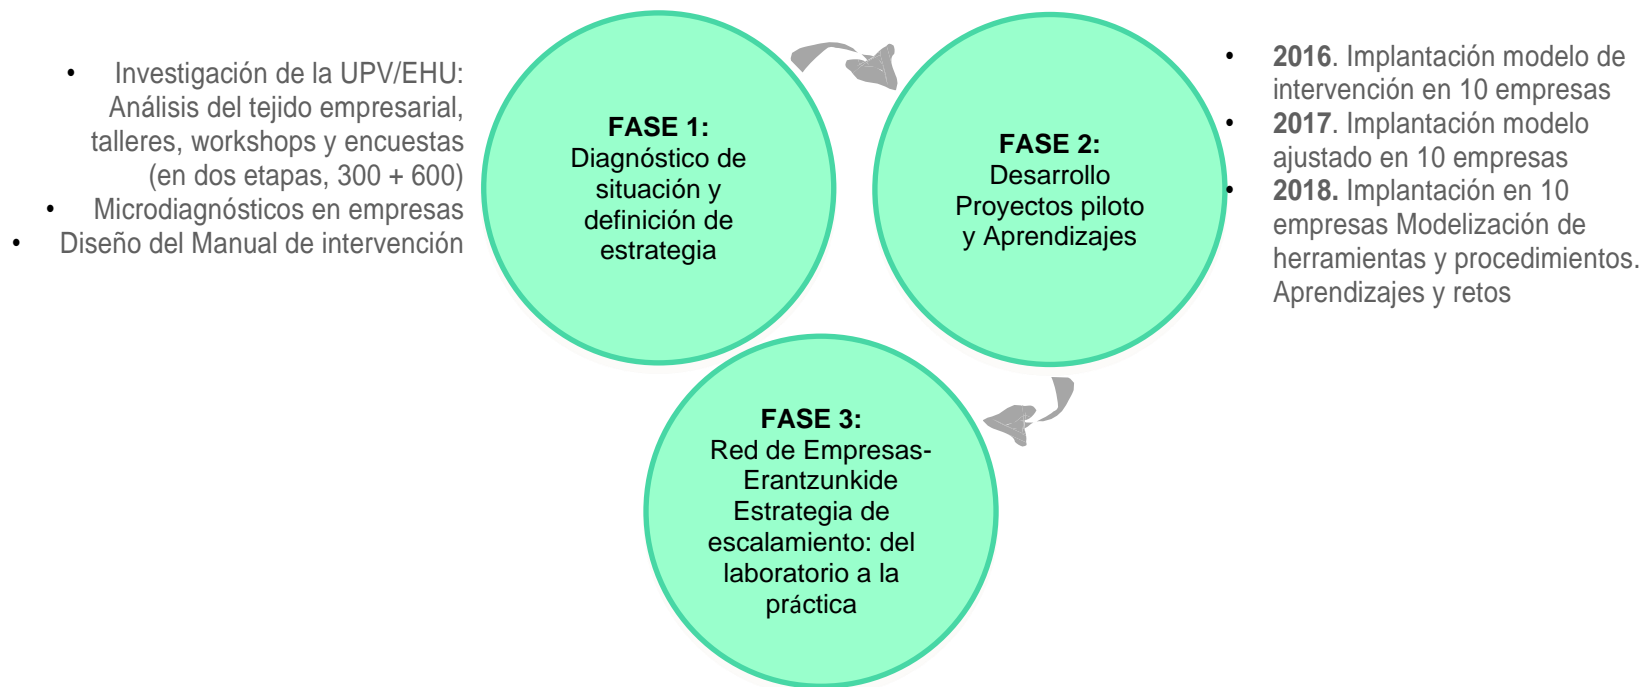 • Investigación de la UPV/EHU:
Análisis del tejido empresarial,
talleres, workshops y encuestas
(en dos etapas, 300 + 600)
• Microdiagnósticos en empresas
• Diseño del Manual de intervención
FASE 1:
Diagnóstico de
situación y
definición de
estrategia
FASE 2:
Desarrollo
Proyectos piloto
y Aprendizajes
• 2016. Implantación modelo de
intervención en 10 empresas
• 2017. Implantación modelo
ajustado en 10 empresas
• 2018. Implantación en 10
empresas Modelización de
herramientas y procedimientos.
Aprendizajes y retos
FASE 3:
Red de Empresas-
Erantzunkide
Estrategia de
escalamiento: del
laboratorio a la
práctica